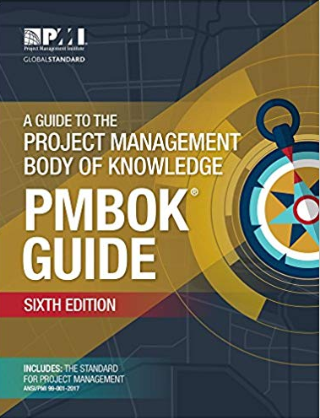 PMI
Project Management Institute
GLOBALSTANDARD
A GUIDE TO THE
PROJECT MANAGEMENT
BODY OF KNOWLEDGE
PMBOK®
GUIDE
SIXTH EDITION
INCLUDES: THE STANDARD
FOR PROJECT MANAGEMENT
ANSI/PMI 99-001-2017